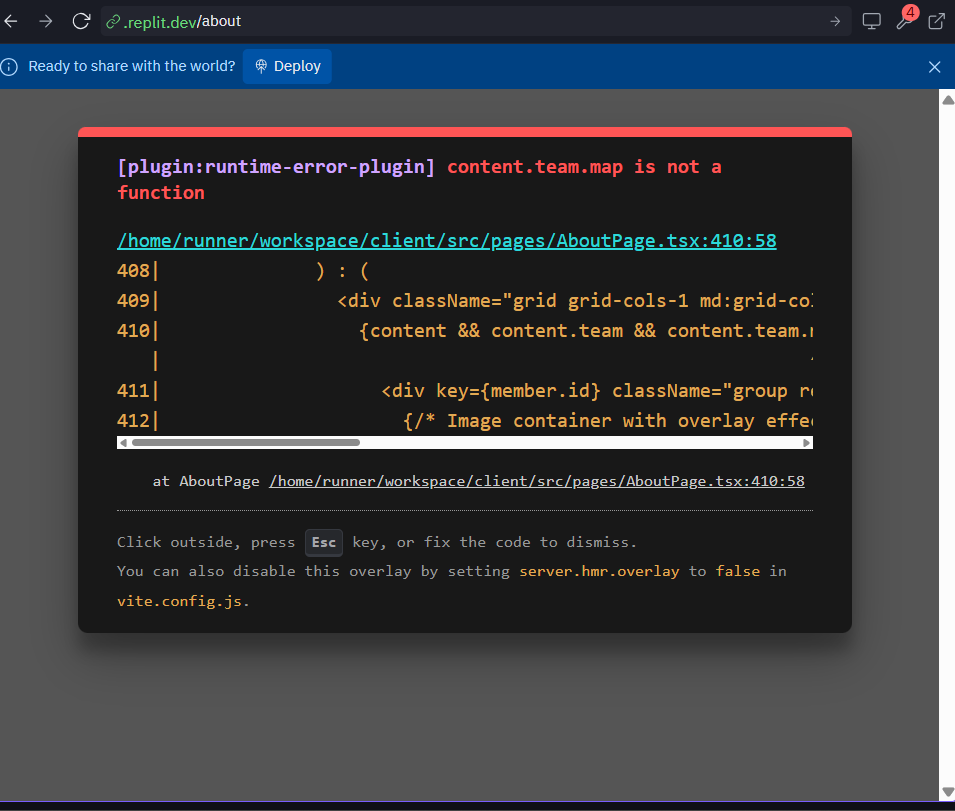 .replit.dev/about
4
Ready to share with the world? Deploy
[plugin:runtime-error-plugin] content.team.map is not a
function
/home/runner/workspace/client/src/pages/AboutPage.tsx:410:58
408| ) : (
409| <div className="grid grid-cols-1 md:grid-col
410| {content && content.team && content.team.m
|
411| <div key={member.id} className="group re
412| {/* Image container with overlay effe
at AboutPage /home/runner/workspace/client/src/pages/AboutPage.tsx:410:58
Click outside, press Esc key, or fix the code to dismiss.
You can also disable this overlay by setting server.hmr.overlay to false in
vite.config.js.